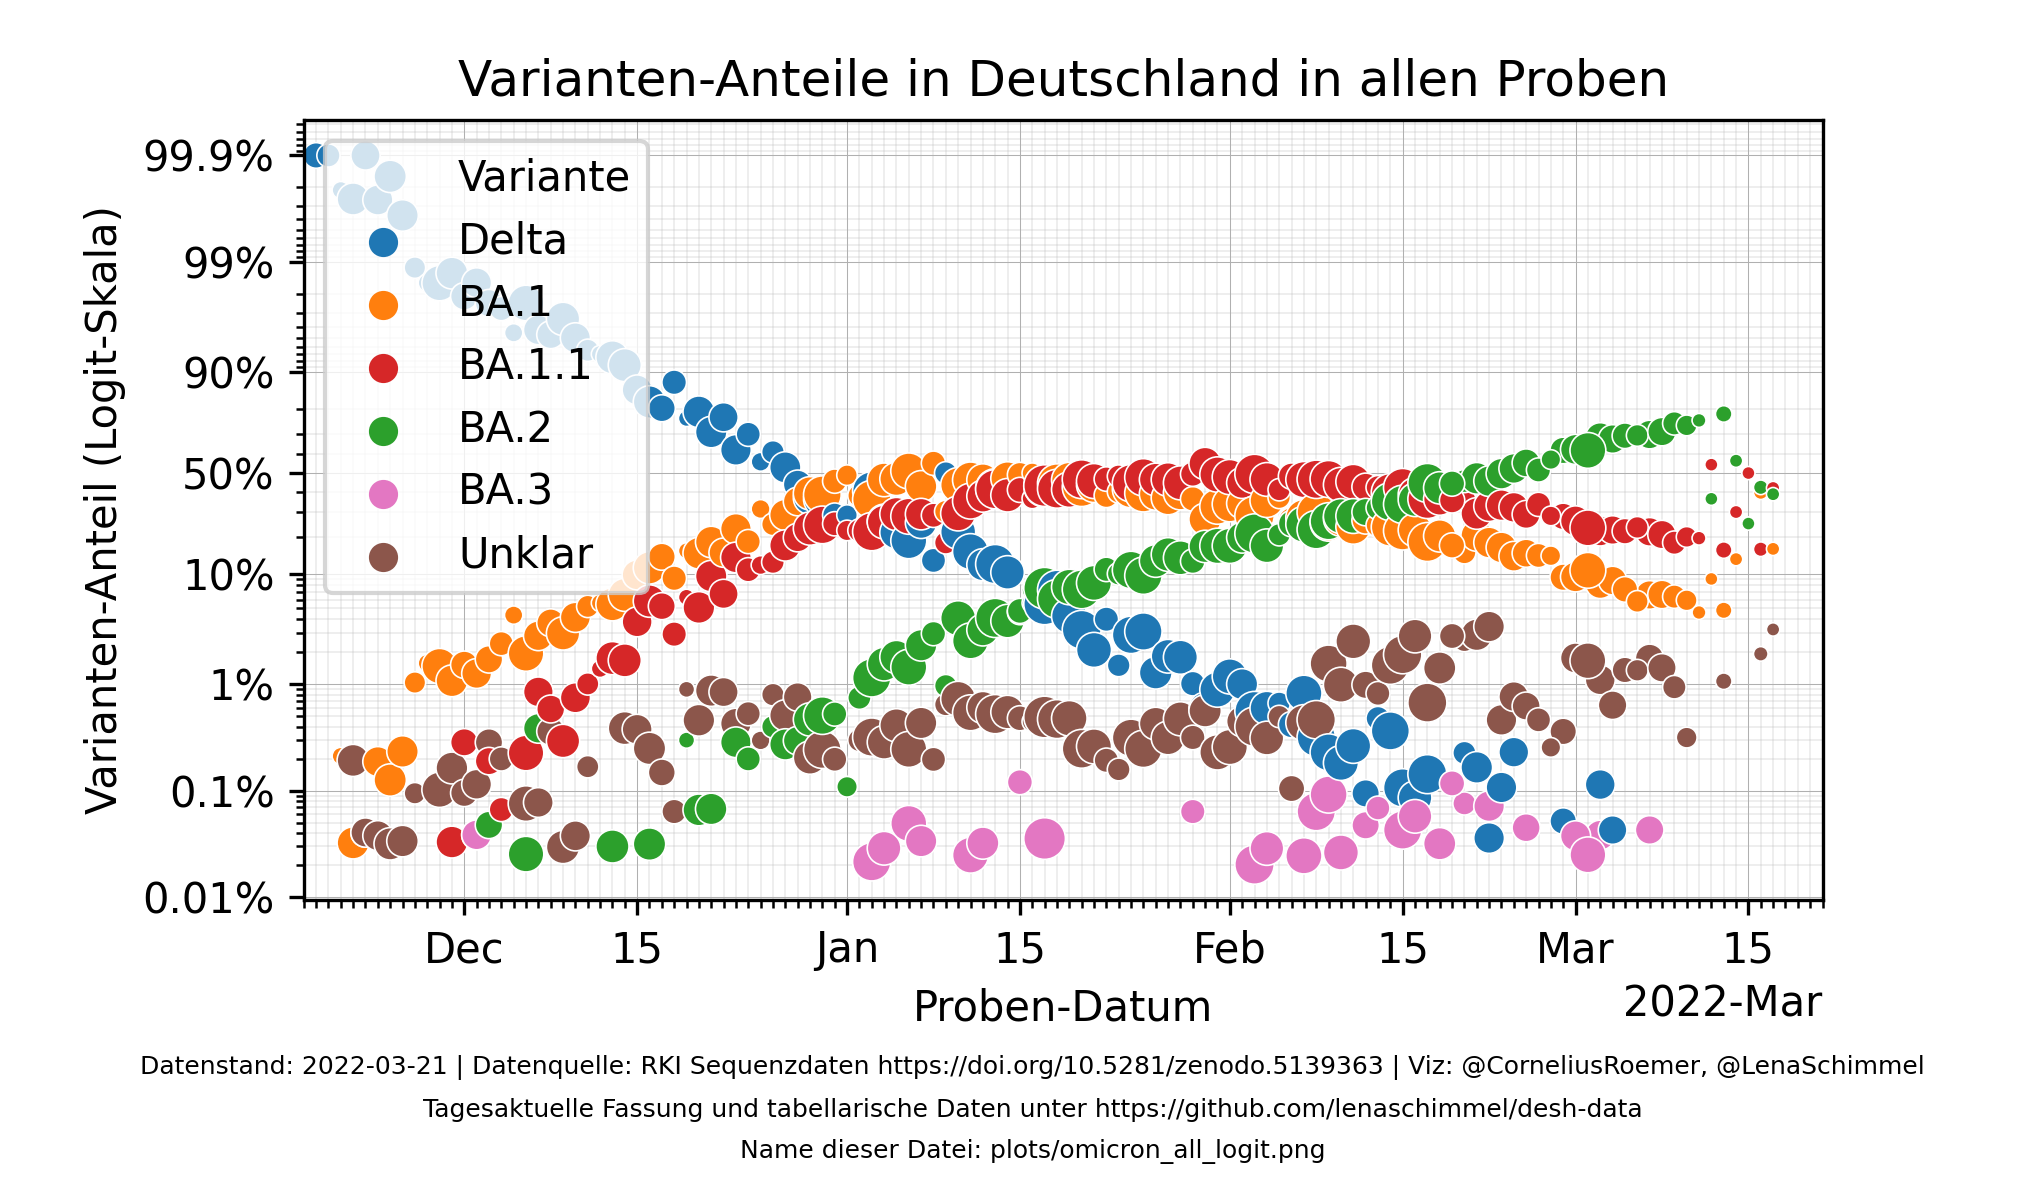 Varianten-Anteile in Deutschland in allen Proben
Varianten-Anteil (Logit-Skala)
99.9%
99%
90%
50%
10%
1%
0.1%
0.01%
Variante
Delta
BA.1
BA.1.1
BA.2
BA.3
Unklar
Dec 15 Jan 15 Feb 15 Mar 15
Proben-Datum
2022-Mar
Datenstand: 2022-03-21 | Datenquelle: RKI Sequenzdaten https://doi.org/10.5281/zenodo.5139363 | Viz: @CorneliusRoemer, @LenaSchimmel
Tagesaktuelle Fassung und tabellarische Daten unter https://github.com/lenaschimmel/desh-data
Name dieser Datei: plots/omicron_all_logit.png